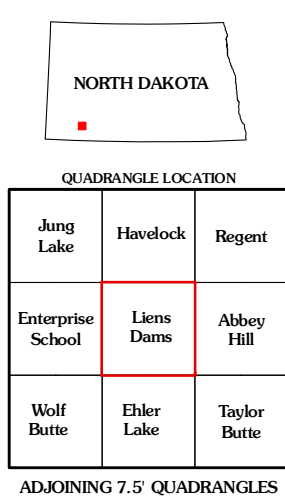 NORTH DAKOTA
QUADRANGLE LOCATION
Jung
Lake
Havelock
Regent
Enterprise
School
Liens
Dams
Abbey
Hill
Wolf
Butte
Ehler
Lake
Taylor
Butte
ADJOINING 7.5' QUADRANGLES